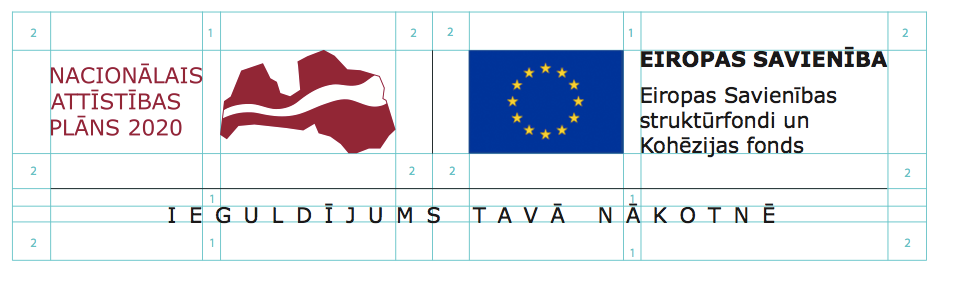 2 1 2 2 1 2
NACIONĀLAIS
ATTĪSTĪBAS
PLĀNS 2020
EIROPAS SAVIENĪBA
Eiropas Savienības
struktūrfondi un
Kohēzijas fonds
2 2 2 2
1 1
IEGULDĪJUMS TAVĀ NĀKOTNĒ
2 1 1 2